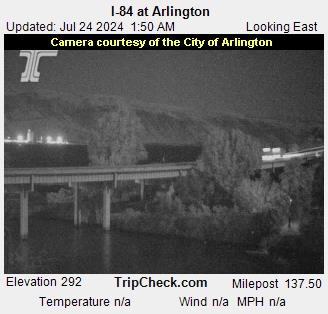 I-84 at Arlington
Updated: Jul 24 2024 1:50 AM Looking East
Camera courtesy of the City of Arlington
Elevation 292 TripCheck.com Milepost 137.50
Temperature n/a Wind n/a MPH n/a